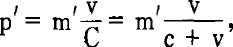 p′ = m′ v/C = m′ v/(c + v),